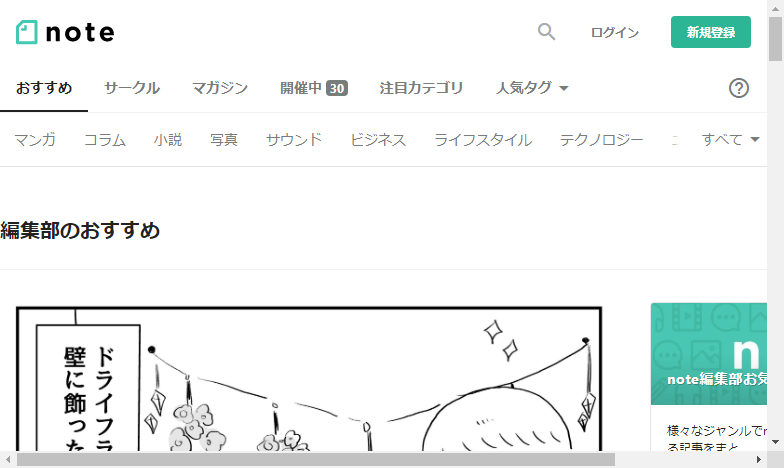 note
ログイン
新規登録
おすすめ
サークル
マガジン
開催中 30
注目カテゴリ
人気タグ
マンガ
コラム
小説
写真
サウンド
ビジネス
ライフスタイル
テクノロジー
すべて
編集部のおすすめ
ドライフラ
壁に飾った
n
note編集部お気
様々なジャンルでn
る記事をまと